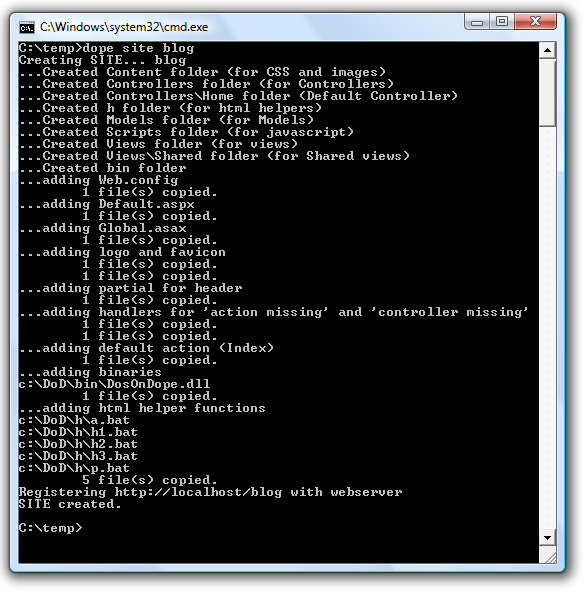 C:\Windows\system32\cmd.exe
C:\temp>dope site blog
Creating SITE... blog
...Created Content folder (for CSS and images)
...Created Controllers folder (for Controllers)
...Created Controllers\Home folder (Default Controller)
...Created h folder (for html helpers)
...Created Models folder (for Models)
...Created Scripts folder (for javascript)
...Created Views folder (for views)
...Created Views\Shared folder (for Shared views)
...Created bin folder
...adding Web.config
        1 file(s) copied.
...adding Default.aspx
        1 file(s) copied.
...adding Global.asax
        1 file(s) copied.
...adding logo and favicon
        1 file(s) copied.
        1 file(s) copied.
...adding partial for header
        1 file(s) copied.
...adding handlers for 'action missing' and 'controller missing'
        1 file(s) copied.
        1 file(s) copied.
...adding default action (Index)
        1 file(s) copied.
...adding binaries
c:\DoD\bin\DosOnDope.dll
        1 file(s) copied.
...adding html helper functions
c:\DoD\h\a.bat
c:\DoD\h\h1.bat
c:\DoD\h\h2.bat
c:\DoD\h\h3.bat
c:\DoD\h\p.bat
        5 file(s) copied.
Registering http://localhost/blog with webserver
SITE created.
C:\temp>